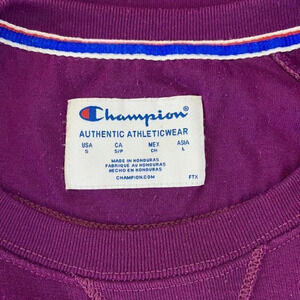 Champion
AUTHENTIC ATHLETICWEAR
USA CA MEX ASIA
S S/P CH L
MADE IN HONDURAS
FABRIQUE AU HONDURAS
HECHO EN HONDURAS
CHAMPION.COM FTX